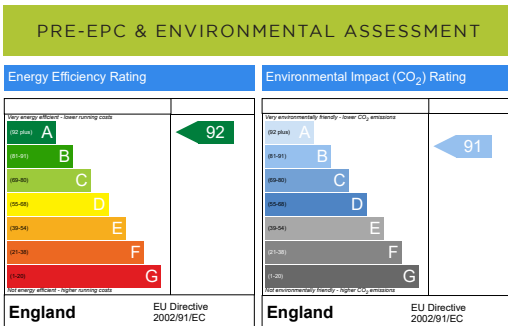 PRE-EPC & ENVIRONMENTAL ASSESSMENT
Energy Efficiency Rating
Very energy efficient - lower running costs
(92 plus) A
92
(81-91) B
(69-80) C
(55-68) D
(39-54) E
(21-38) F
(1-20) G
Not energy efficient - higher running costs
England
EU Directive
2002/91/EC
Environmental Impact (CO2) Rating
Very environmentally friendly - lower CO2 emissions
(92 plus) A
(81-91) B
91
(69-80) C
(55-68) D
(39-54) E
(21-38) F
(1-20) G
Not environmentally friendly - higher CO2 emissions
England
EU Directive
2002/91/EC